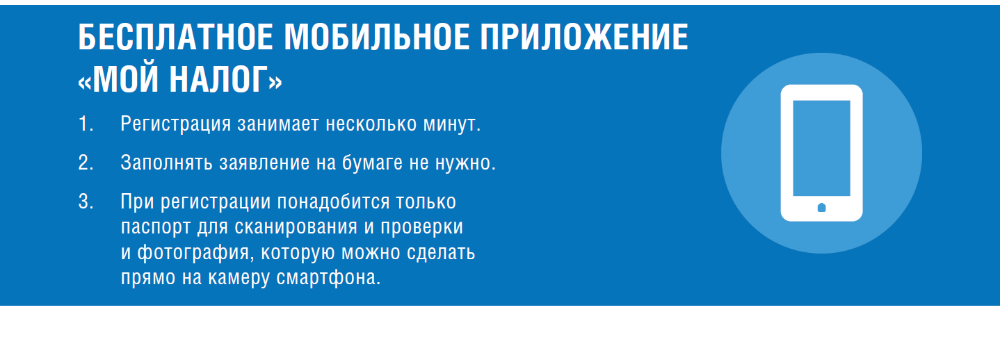 БЕСПЛАТНОЕ МОБИЛЬНОЕ ПРИЛОЖЕНИЕ
«МОЙ НАЛОГ»
1. Регистрация занимает несколько минут.
2. Заполнять заявление на бумаге не нужно.
3. При регистрации понадобится только
паспорт для сканирования и проверки
и фотография, которую можно сделать
прямо на камеру смартфона.